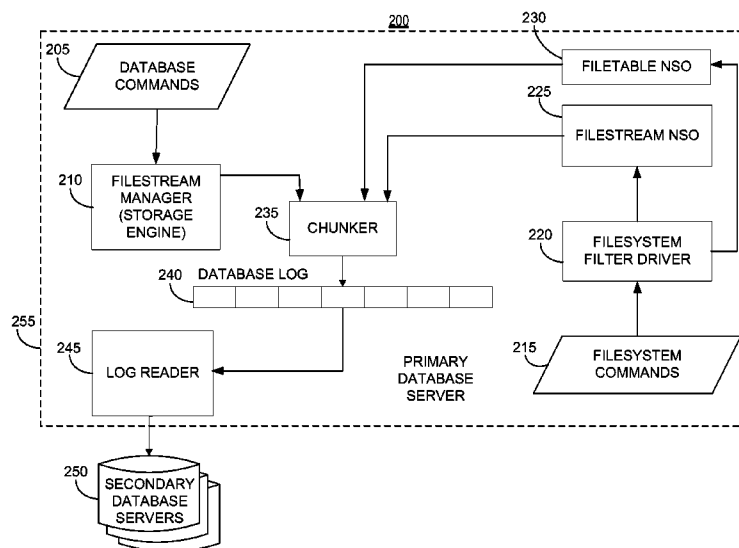 200
205
DATABASE
COMMANDS
230
FILETABLE NSO
225
FILESTREAM NSO
210
FILESTREAM
MANAGER
(STORAGE
ENGINE)
235
CHUNKER
220
FILESYSTEM
FILTER DRIVER
240
DATABASE LOG
255
245
LOG READER
PRIMARY
DATABASE
SERVER
215
FILESYSTEM
COMMANDS
250
SECONDARY
DATABASE
SERVERS